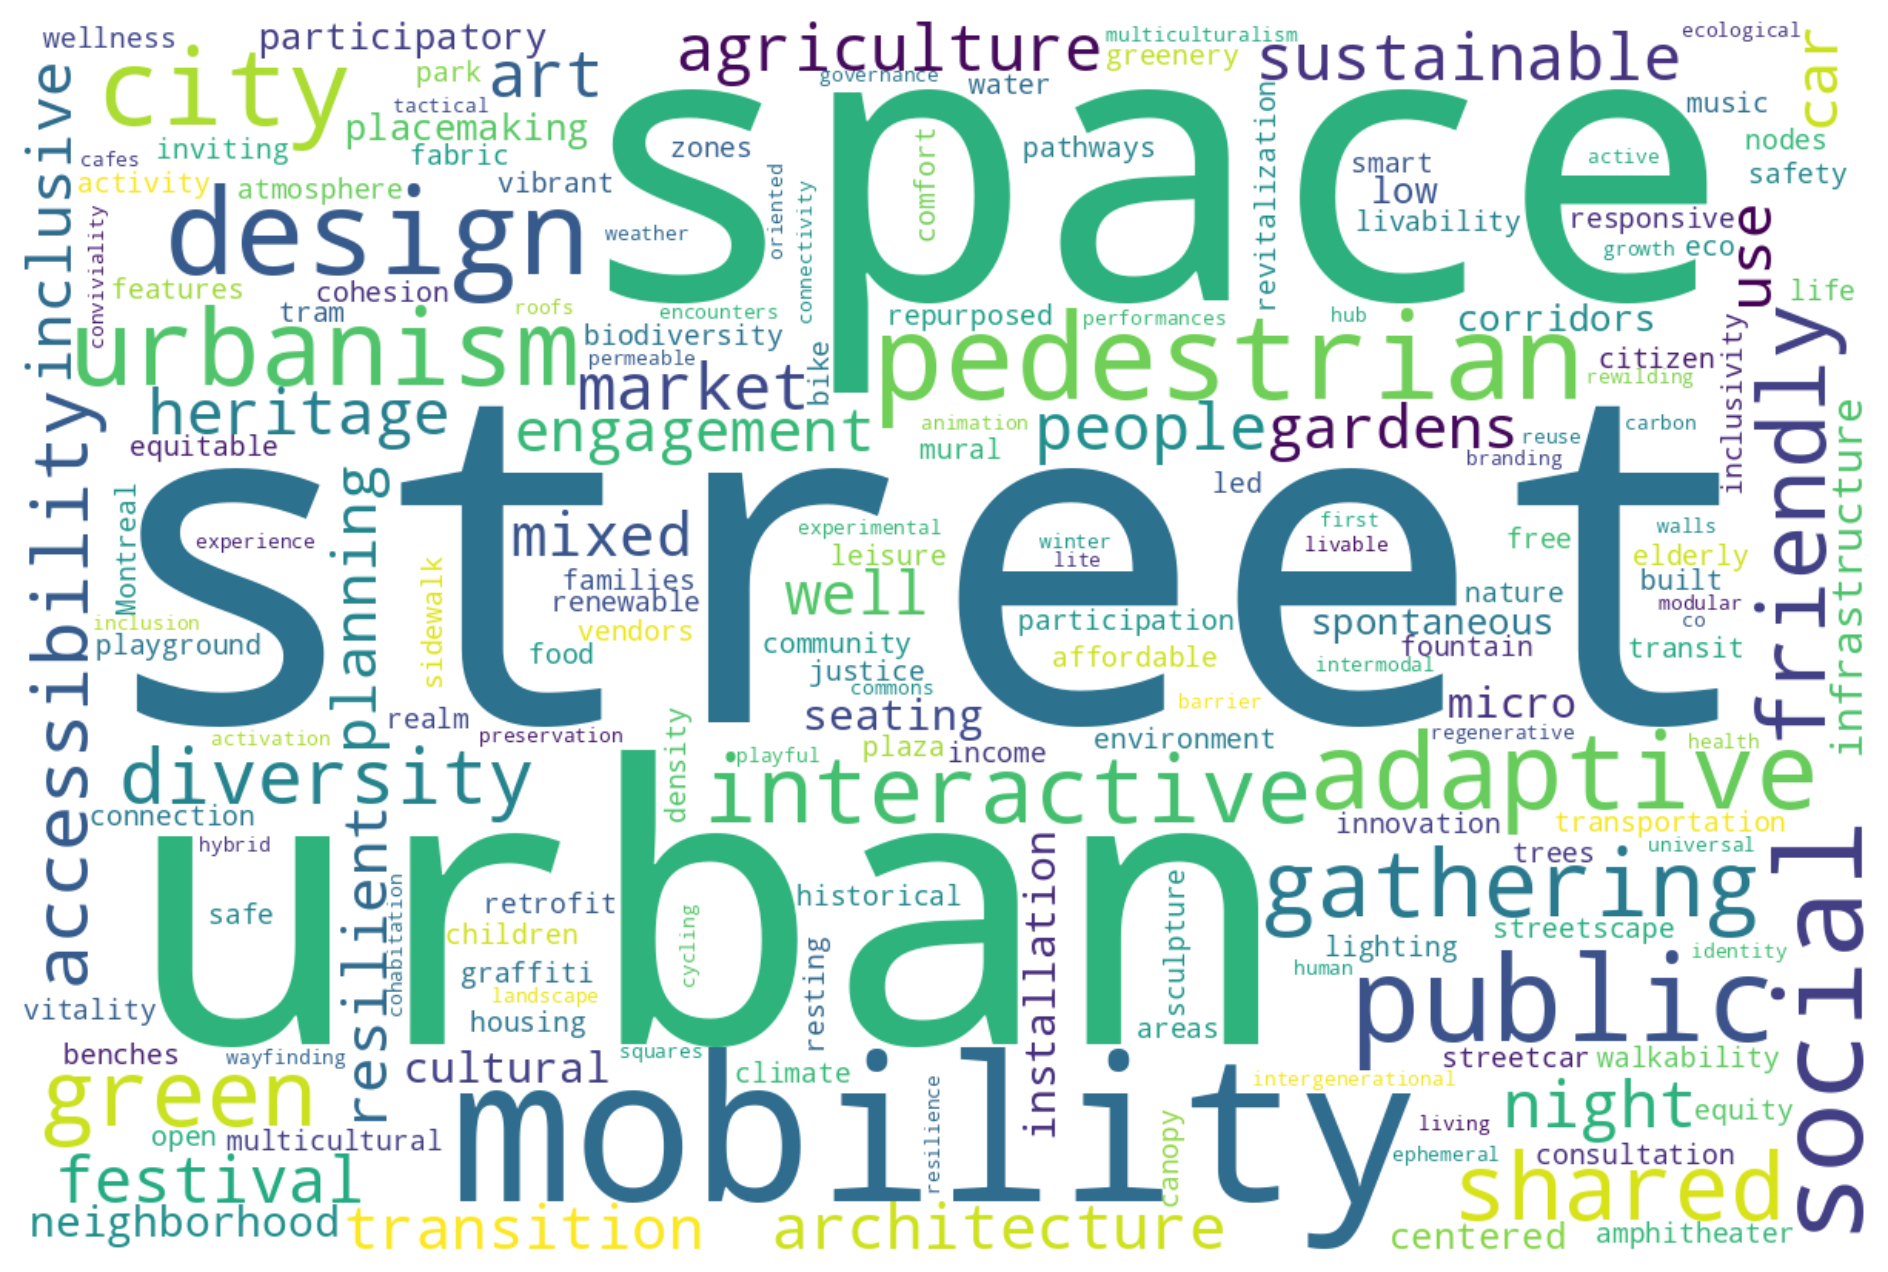 wellness
participatory
agriculture
multiculturalism
ecological
city
art
greenery
sustainable
car
park
governance
water
tactical
space
music
placemaking
inclusive
cafes
inviting
fabric
zones
comfort
pathways
revitalization
smart
active
nodes
activity
atmosphere
vibrant
low
safety
design
weather
oriented
connectivity
livability
responsive
use
conviviality
growth
eco
features
cohesion
tram
roofs
encounters
repurposed
performances
hub
corridors
life
urbanism
biodiversity
permeable
market
bike
pedestrian
citizen
rewilding
inclusivity
friendly
heritage
engagement
animation
mural
people
gardens
reuse
carbon
branding
infrastructure
equitable
accessibility
Montreal
planning
street
led
experience
mixed
experimental
leisure
winter
lite
first
livable
free
walls
elderly
sidewalk
families
renewable
well
nature
built
modular
co
inclusion
playground
vendors
food
community
participation
spontaneous
fountain
transit
justice
commons
affordable
intermodal
realm
seating
barrier
micro
activation
preservation
density
playful
plaza
income
environment
regenerative
health
diversity
interactive
adaptive
connection
resilient
hybrid
urban
innovation
transportation
trees
universal
social
cohabitation
safe
retrofit
children
historical
installation
sculpture
gathering
cycling
streetscape
lighting
identity
graffiti
landscape
housing
resting
human
public
vitality
areas
benches
wayfinding
cultural
squares
climate
streetcar
walkability
green
mobility
intergenerational
night
equity
open
multicultural
resilience
canopy
living
ephemeral
consultation
festival
shared
neighborhood
transition
architecture
centered
amphitheater